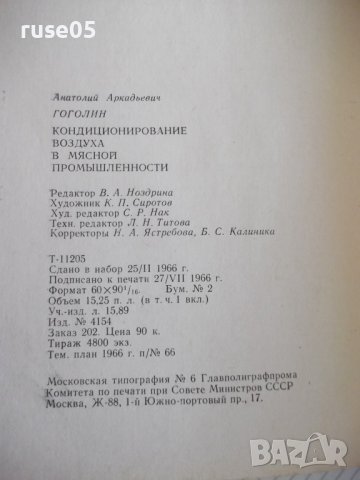 ruse05
Анатолий Аркадьевич
ГОГОЛИН
КОНДИЦИОНИРОВАНИЕ
ВОЗДУХА
В МЯСНОЙ
ПРОМЫШЛЕННОСТИ
Редактор В. А. Ноздрина
Художник К. П. Сиротов
Худ. редактор С. Р. Нак
Техн. редактор Л. Н. Титова
Корректоры Н. А. Ястребова, Б. С. Калиника
Т-11205
Сдано в набор 25/II 1966 г.
Подписано к печати 27/VII 1966 г.
Формат 60×90¹/₁₆. Бум. № 2
Объем 15,25 п. л. (в т. ч. 1 вкл.)
Уч.-изд. л. 15,89
Изд. № 4154
Заказ 202. Цена 90 к.
Тираж 4800 экз.
Тем. план 1966 г. п/№ 66
Московская типография № 6 Главполиграфпрома
Комитета по печати при Совете Министров СССР
Москва, Ж-88, 1-й Южно-портовый пр., 17.
BAZAR